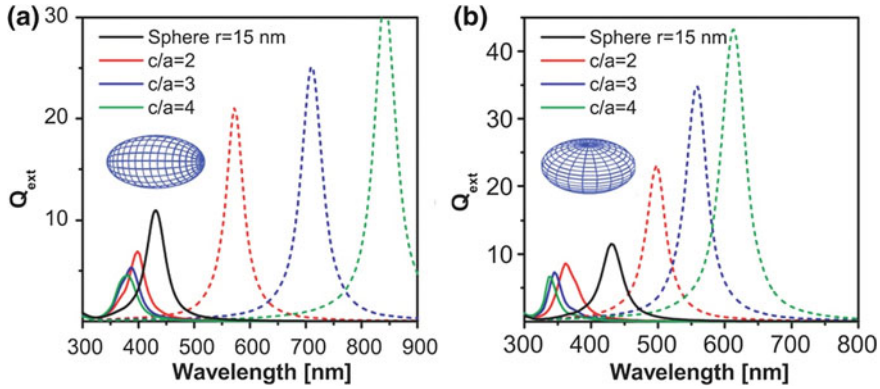 (a)
30
20
10
Qext
Sphere r=15 nm
c/a=2
c/a=3
c/a=4
300 400 500 600 700 800 900
Wavelength [nm]
(b)
45
40
30
20
10
0
Qext
Sphere r=15 nm
c/a=2
c/a=3
c/a=4
300 400 500 600 700 800
Wavelength [nm]